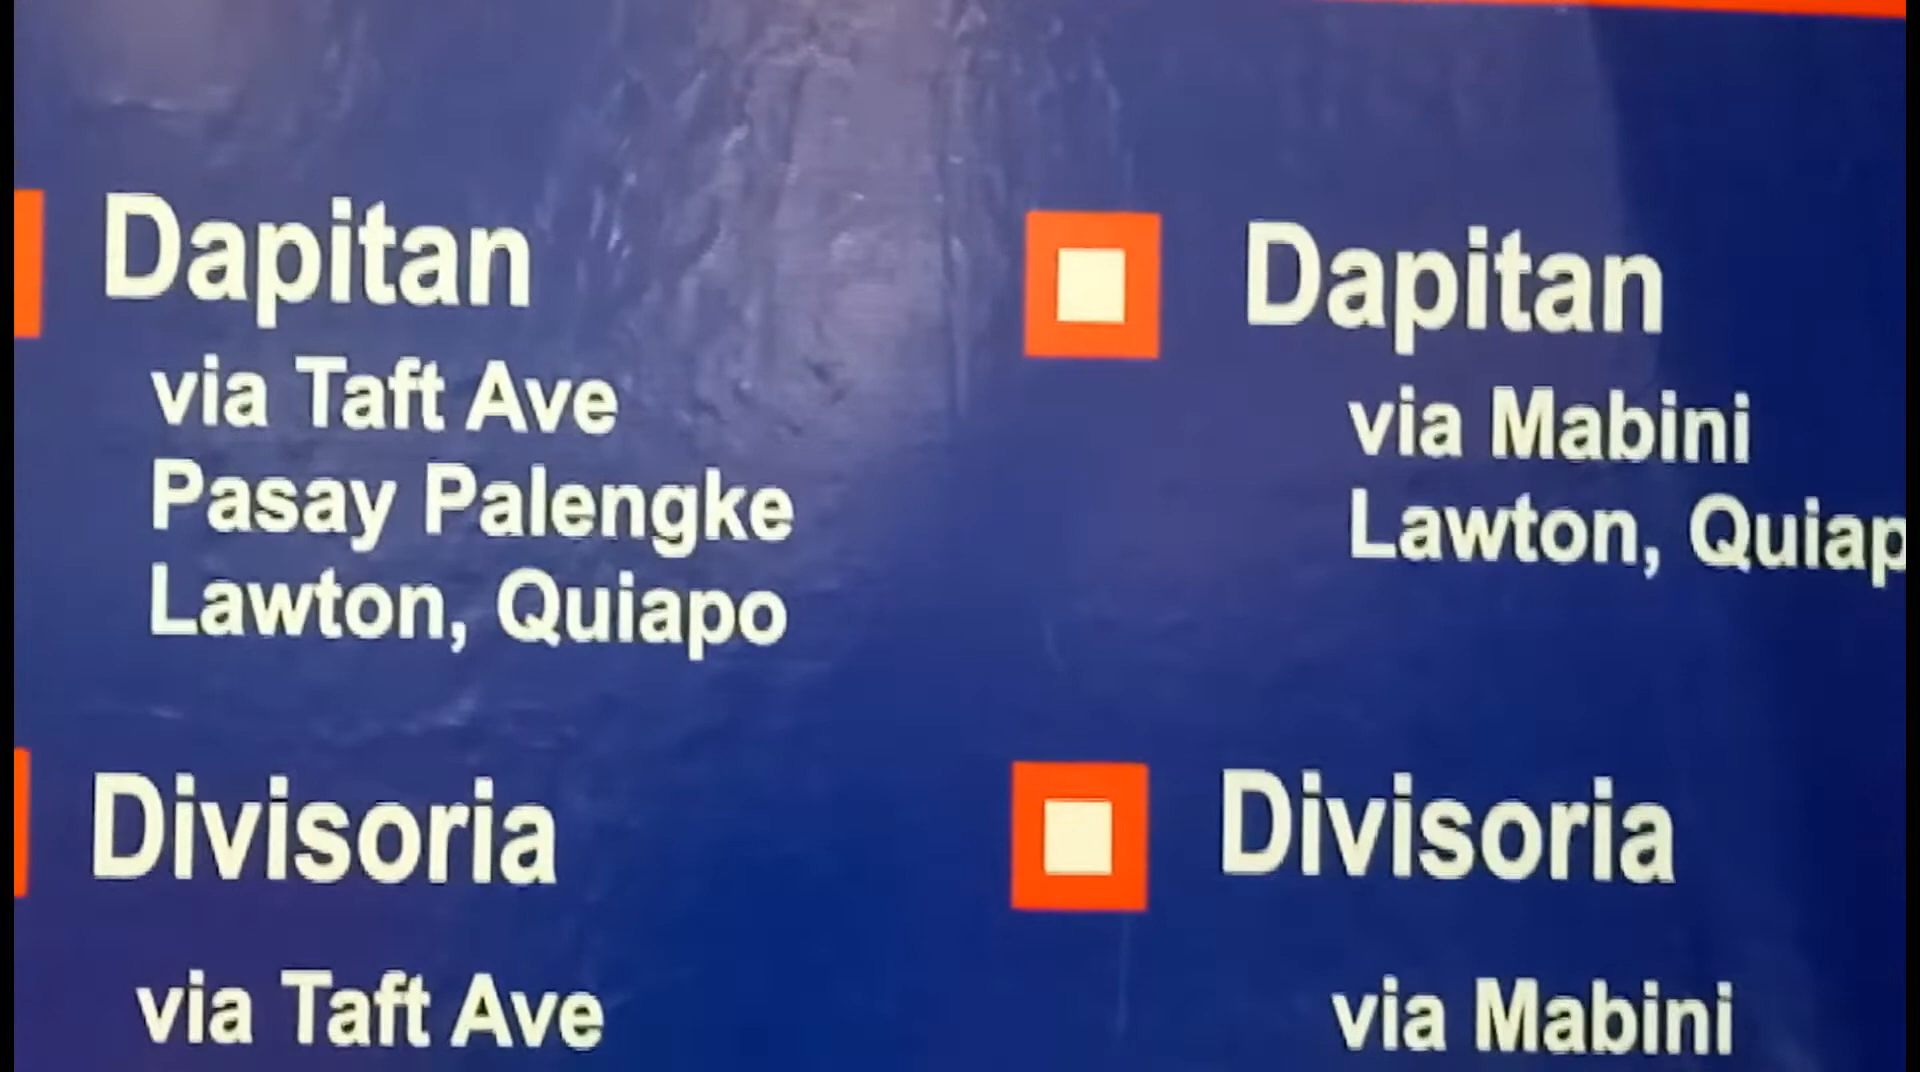 Dapitan
via Taft Ave
Pasay Palengke
Lawton, Quiapo
Divisoria
via Taft Ave
Dapitan
via Mabini
Lawton, Quiap
Divisoria
via Mabini